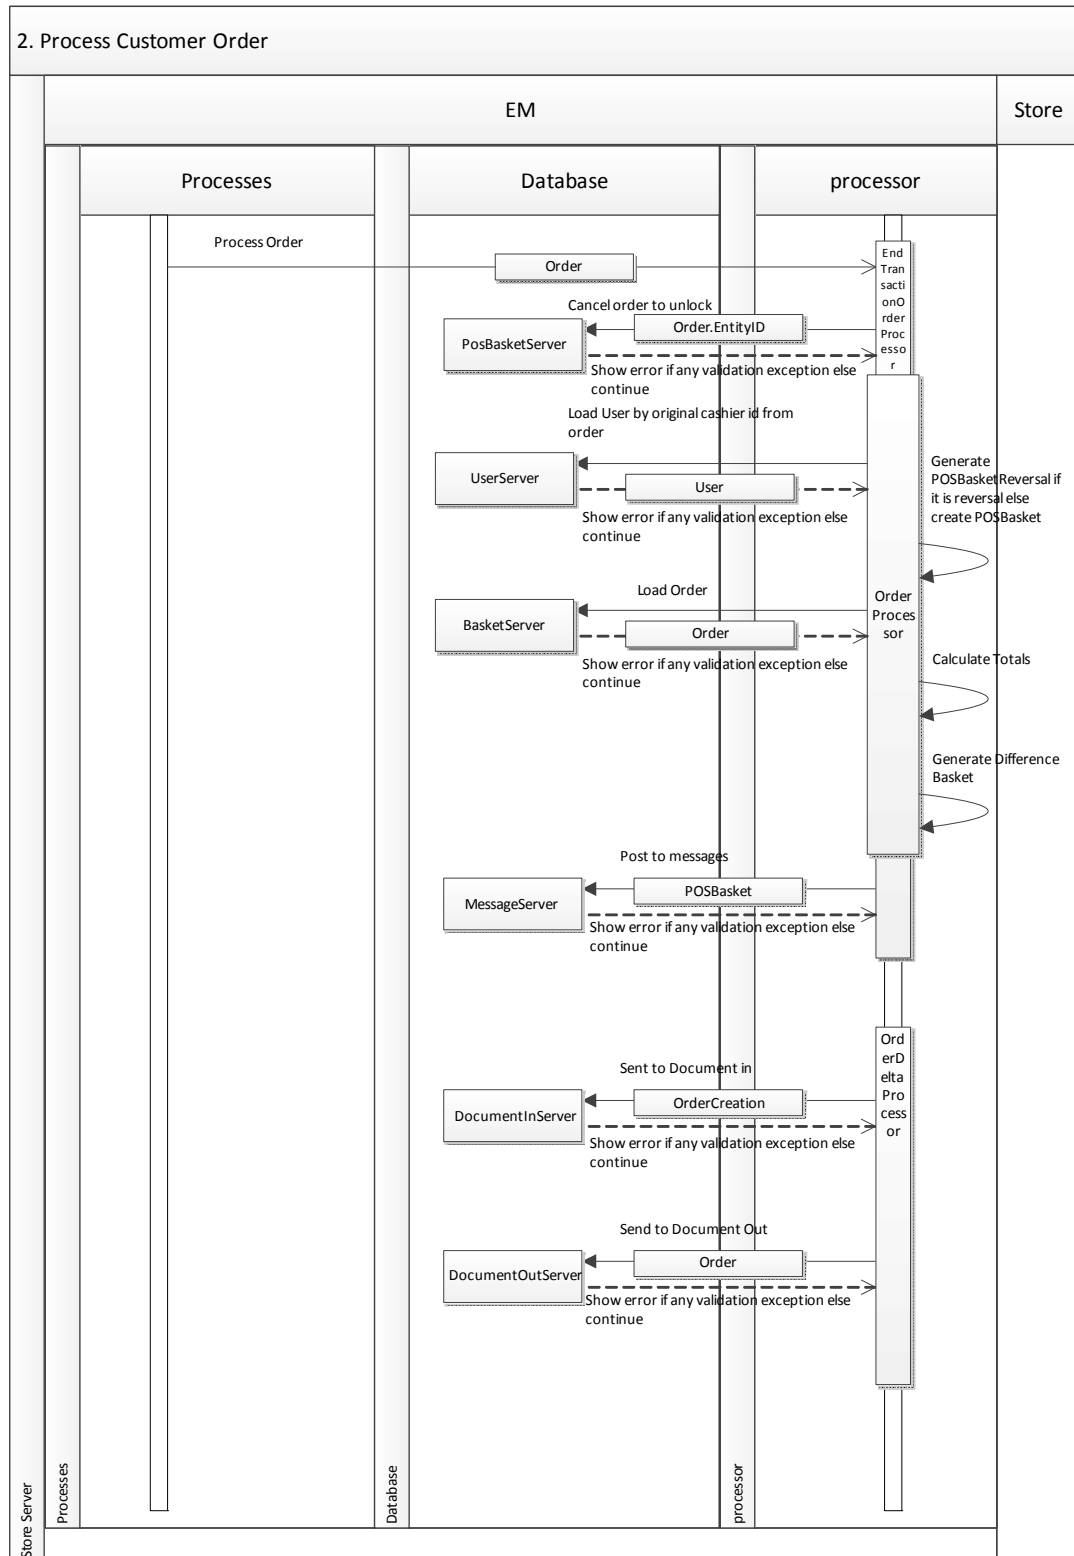 2. Process Customer Order
EM
Store
Processes
Database
processor
Process Order
Order
End
Tran
sacti
onO
rder
Proc
esso
r
Cancel order to unlock
Order.EntityID
PosBasketServer
Show error if any validation exception else
continue
Load User by original cashier id from
order
UserServer
User
Show error if any validation exception else
continue
Generate
POSBasketReversal if
it is reversal else
create POSBasket
Load Order
BasketServer
Order
Show error if any validation exception else
continue
Order
Proces
sor
Calculate Totals
Generate Difference
Basket
Post to messages
POSBasket
MessageServer
Show error if any validation exception else
continue
Ord
erD
elta
Pro
cess
or
Sent to Document in
OrderCreation
DocumentInServer
Show error if any validation exception else
continue
Send to Document Out
Order
DocumentOutServer
Show error if any validation exception else
continue
Store Server
Processes
Database
processor